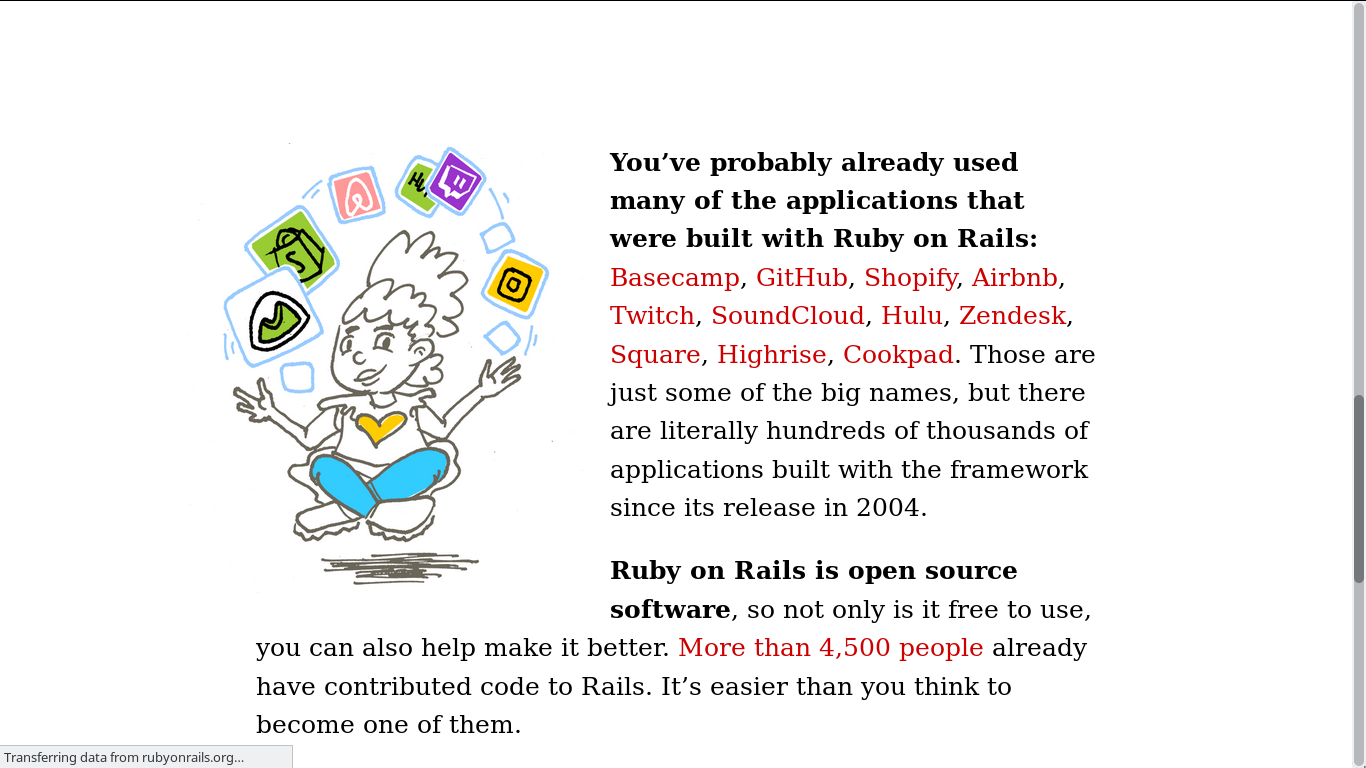 You’ve probably already used
many of the applications that
were built with Ruby on Rails:
Basecamp, GitHub, Shopify, Airbnb,
Twitch, SoundCloud, Hulu, Zendesk,
Square, Highrise, Cookpad. Those are
just some of the big names, but there
are literally hundreds of thousands of
applications built with the framework
since its release in 2004.
Ruby on Rails is open source
software, so not only is it free to use,
you can also help make it better. More than 4,500 people already
have contributed code to Rails. It’s easier than you think to
become one of them.
Transferring data from rubyonrails.org...